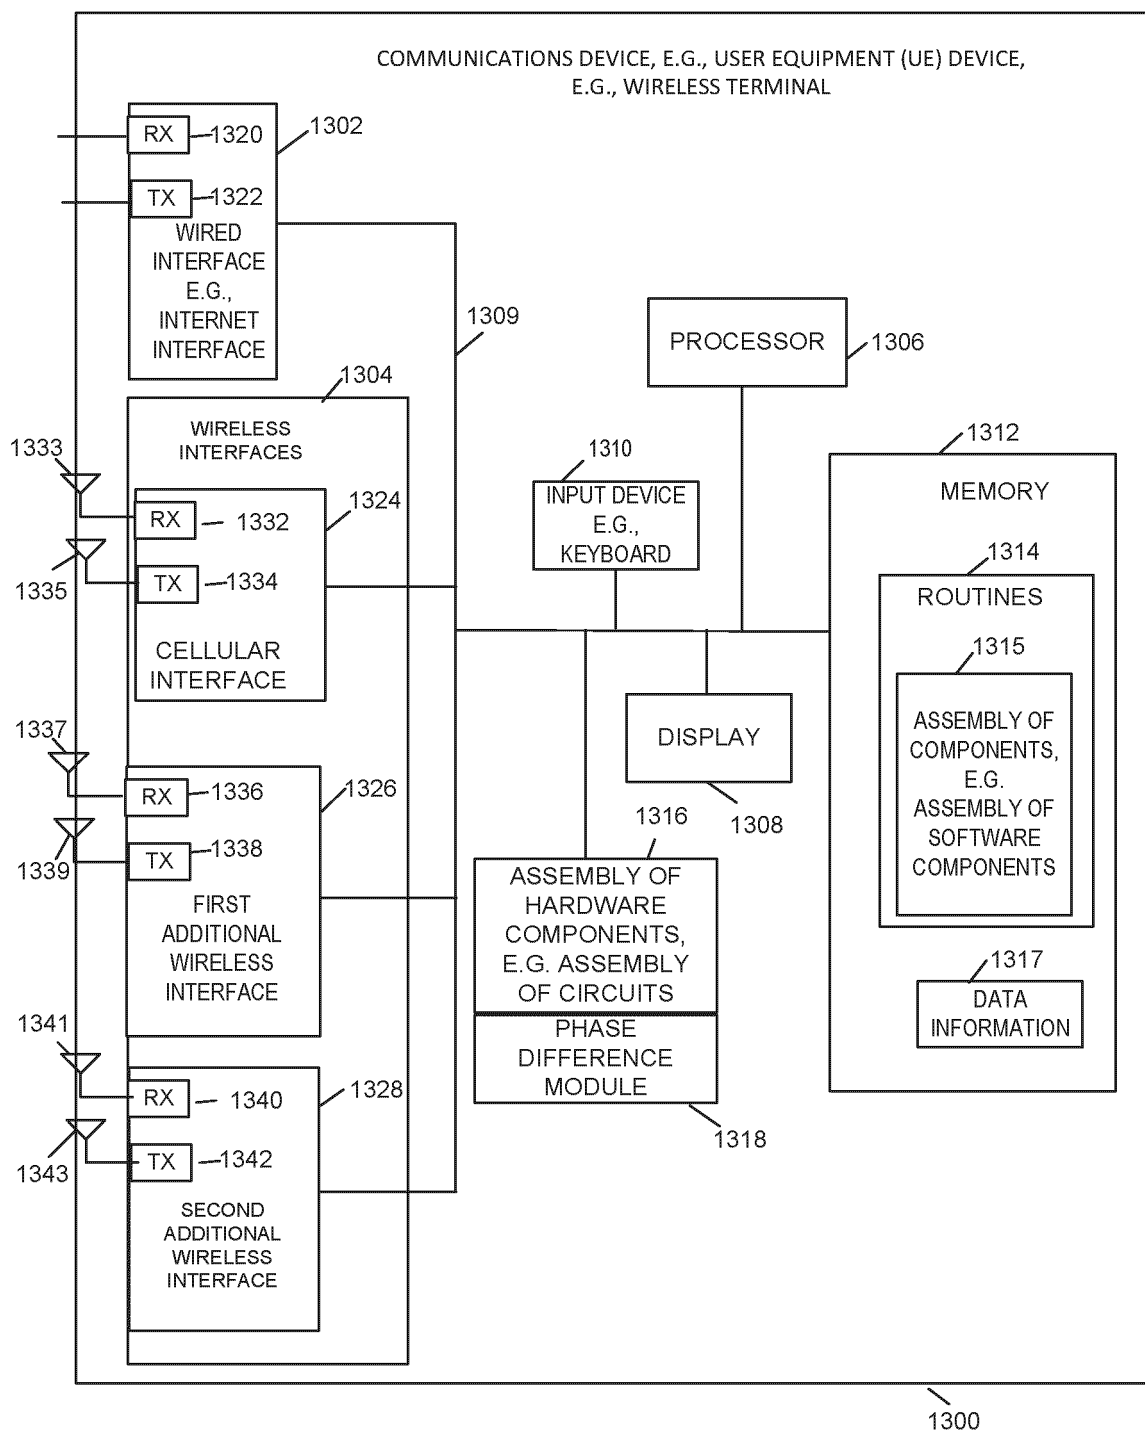 COMMUNICATIONS DEVICE, E.G., USER EQUIPMENT (UE) DEVICE,
E.G., WIRELESS TERMINAL
RX
1320
1302
TX
1322
WIRED
INTERFACE
E.G.,
INTERNET
INTERFACE
1309
PROCESSOR
1306
1304
WIRELESS
INTERFACES
1333
RX
1332
1324
1335
TX
1334
CELLULAR
INTERFACE
1310
INPUT DEVICE
E.G.,
KEYBOARD
1312
MEMORY
1314
ROUTINES
1315
ASSEMBLY OF
COMPONENTS,
E.G.
ASSEMBLY OF
SOFTWARE
COMPONENTS
1317
DATA
INFORMATION
DISPLAY
1308
1337
RX
1336
1326
1339
TX
1338
FIRST
ADDITIONAL
WIRELESS
INTERFACE
1316
ASSEMBLY OF
HARDWARE
COMPONENTS,
E.G. ASSEMBLY
OF CIRCUITS
PHASE
DIFFERENCE
MODULE
1318
1341
RX
1340
1328
1343
TX
1342
SECOND
ADDITIONAL
WIRELESS
INTERFACE
1300